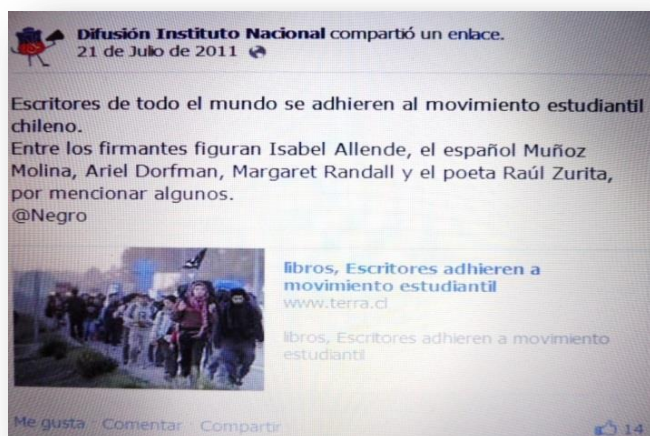 Difusión Instituto Nacional compartió un enlace.
21 de Julio de 2011
Escritores de todo el mundo se adhieren al movimiento estudiantil
chileno.
Entre los firmantes figuran Isabel Allende, el español Muñoz
Molina, Ariel Dorfman, Margaret Randall y el poeta Raúl Zurita,
por mencionar algunos.
@Negro
libros, Escritores adhieren a
movimiento estudiantil
www.terra.cl
libros, Escritores adhieren a movimiento
estudiantil
Me gusta · Comentar · Compartir
14